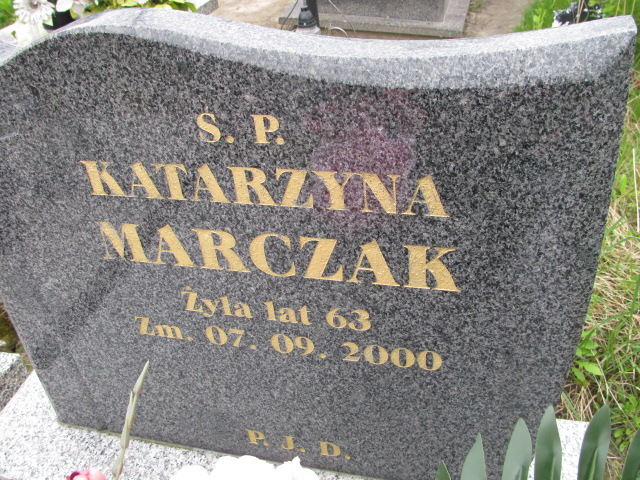 Ś. P.
KATARZYNA
MARCZAK
Żyła lat 63
Zm. 07. 09. 2000
P. J. D.